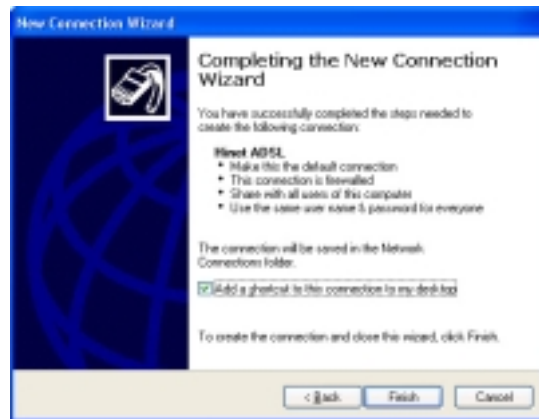 New Connection Wizard
Completing the New Connection
Wizard
You have successfully completed the steps needed to
create the following connection:
Hinet ADSL
* Make this the default connection
* This connection is firewalled
* Share with all users of this computer
* Use the same user name & password for everyone
The connection will be saved in the Network
Connections folder.
Add a shortcut to this connection to my desktop
To create the connection and close this wizard, click Finish.
< Back Finish Cancel